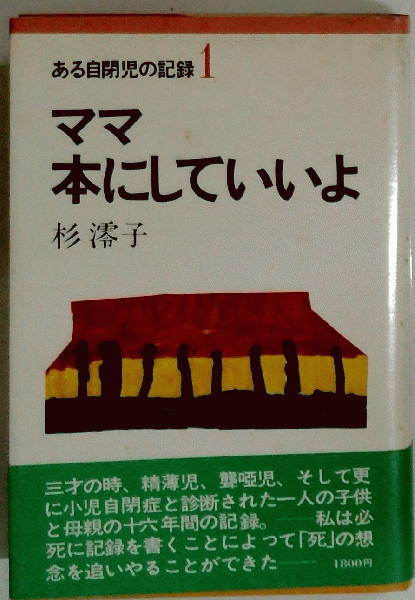 ある自閉児の記録1
ママ
本にしていいよ
杉 澪子
三才の時、精薄児、聾啞児、そして更
に小児自閉症と診断された一人の子供
と母親の十六年間の記録。――私は必
死に記録を書くことによって「死」の想
念を追いやることができた――
1800円